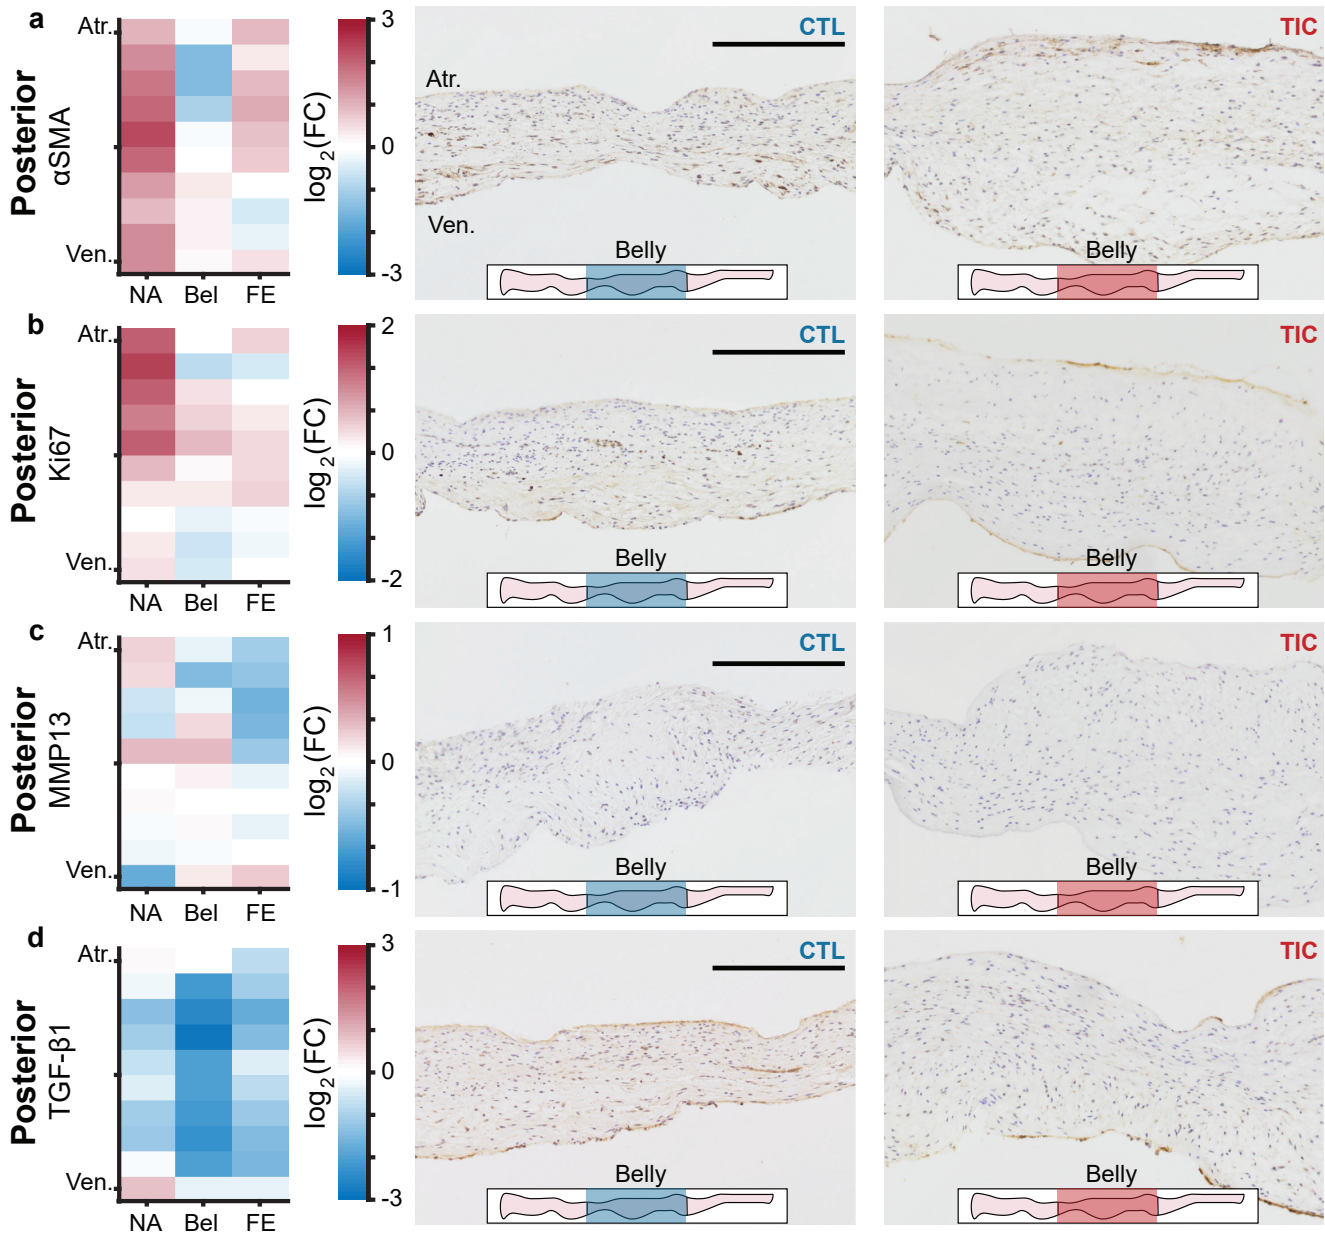 a
Posterior
αSMA
Atr.
Ven.
NA Bel FE
log2(FC)
3
0
-3
CTL
Atr.
Ven.
Belly
TIC
Belly
b
Posterior
KI67
Atr.
Ven.
NA Bel FE
log2(FC)
2
0
-2
CTL
Belly
TIC
Belly
c
Posterior
MMP13
Atr.
Ven.
NA Bel FE
log2(FC)
1
0
-1
CTL
Belly
TIC
Belly
d
Posterior
TGF-β1
Atr.
Ven.
NA Bel FE
log2(FC)
3
0
-3
CTL
Belly
TIC
Belly